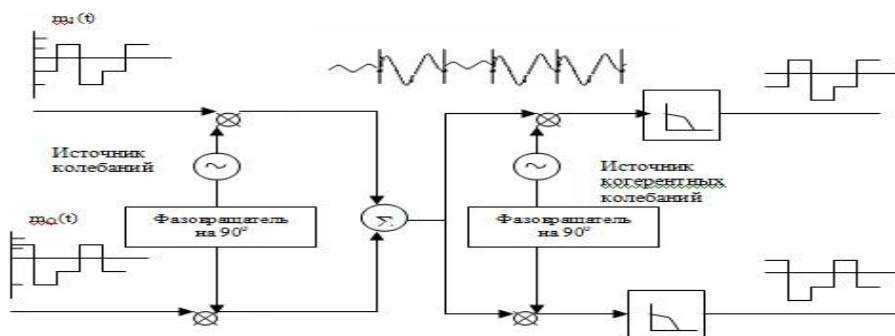 mI(t)
Источник
колебаний
Источник
когерентных
колебаний
mQ(t)
Фазовращатель
на 90°
Σ
Фазовращатель
на 90°